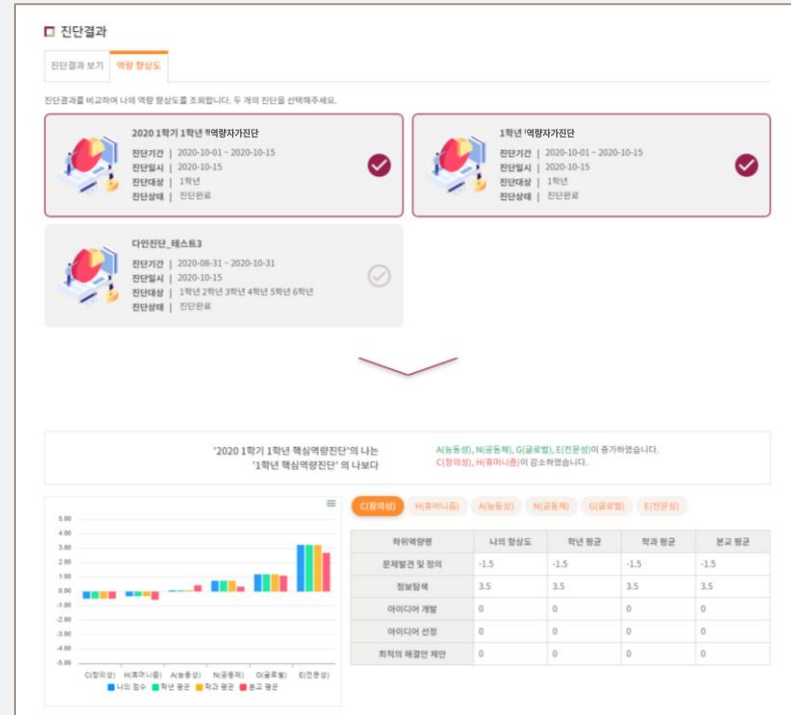 진단결과
진단결과 보기 역량 향상도
진단결과를 비교하여 나의 역량 향상도를 조회합니다. 두 개의 진단을 선택해주세요.
2020 1학기 1학년 역량자가진단
진단기간 | 2020-10-01 ~ 2020-10-15
진단일시 | 2020-10-15
진단대상 | 1학년
진단상태 | 진단완료
1학년 역량자가진단
진단기간 | 2020-10-01 ~ 2020-10-15
진단일시 | 2020-10-15
진단대상 | 1학년
진단상태 | 진단완료
다인진단_테스트3
진단기간 | 2020-08-31 ~ 2020-10-31
진단일시 | 2020-10-15
진단대상 | 1학년 2학년 3학년 4학년 5학년 6학년
진단상태 | 진단완료
'2020 1학기 1학년 핵심역량진단'의 나는
'1학년 핵심역량진단' 의 나보다
A(능동성), N(공동체), G(글로벌), E(전문성)이 증가하였습니다.
C(창의성), H(휴머니즘)이 감소하였습니다.
5.00
4.00
3.00
2.00
1.00
0.00
-1.00
-2.00
-3.00
-4.00
-5.00
C(창의성) H(휴머니즘) A(능동성) N(공동체) G(글로벌) E(전문성)
나의 점수 학년 평균 학과 평균 본교 평균
C(창의성) H(휴머니즘) A(능동성) N(공동체) G(글로벌) E(전문성)
하위역량명 나의 향상도 학년 평균 학과 평균 본교 평균
문제발견 및 정의 -1.5 -1.5 -1.5 -1.5
정보탐색 3.5 3.5 3.5 3.5
아이디어 개발 0 0 0 0
아이디어 선정 0 0 0 0
최적의 해결안 제안 0 0 0 0